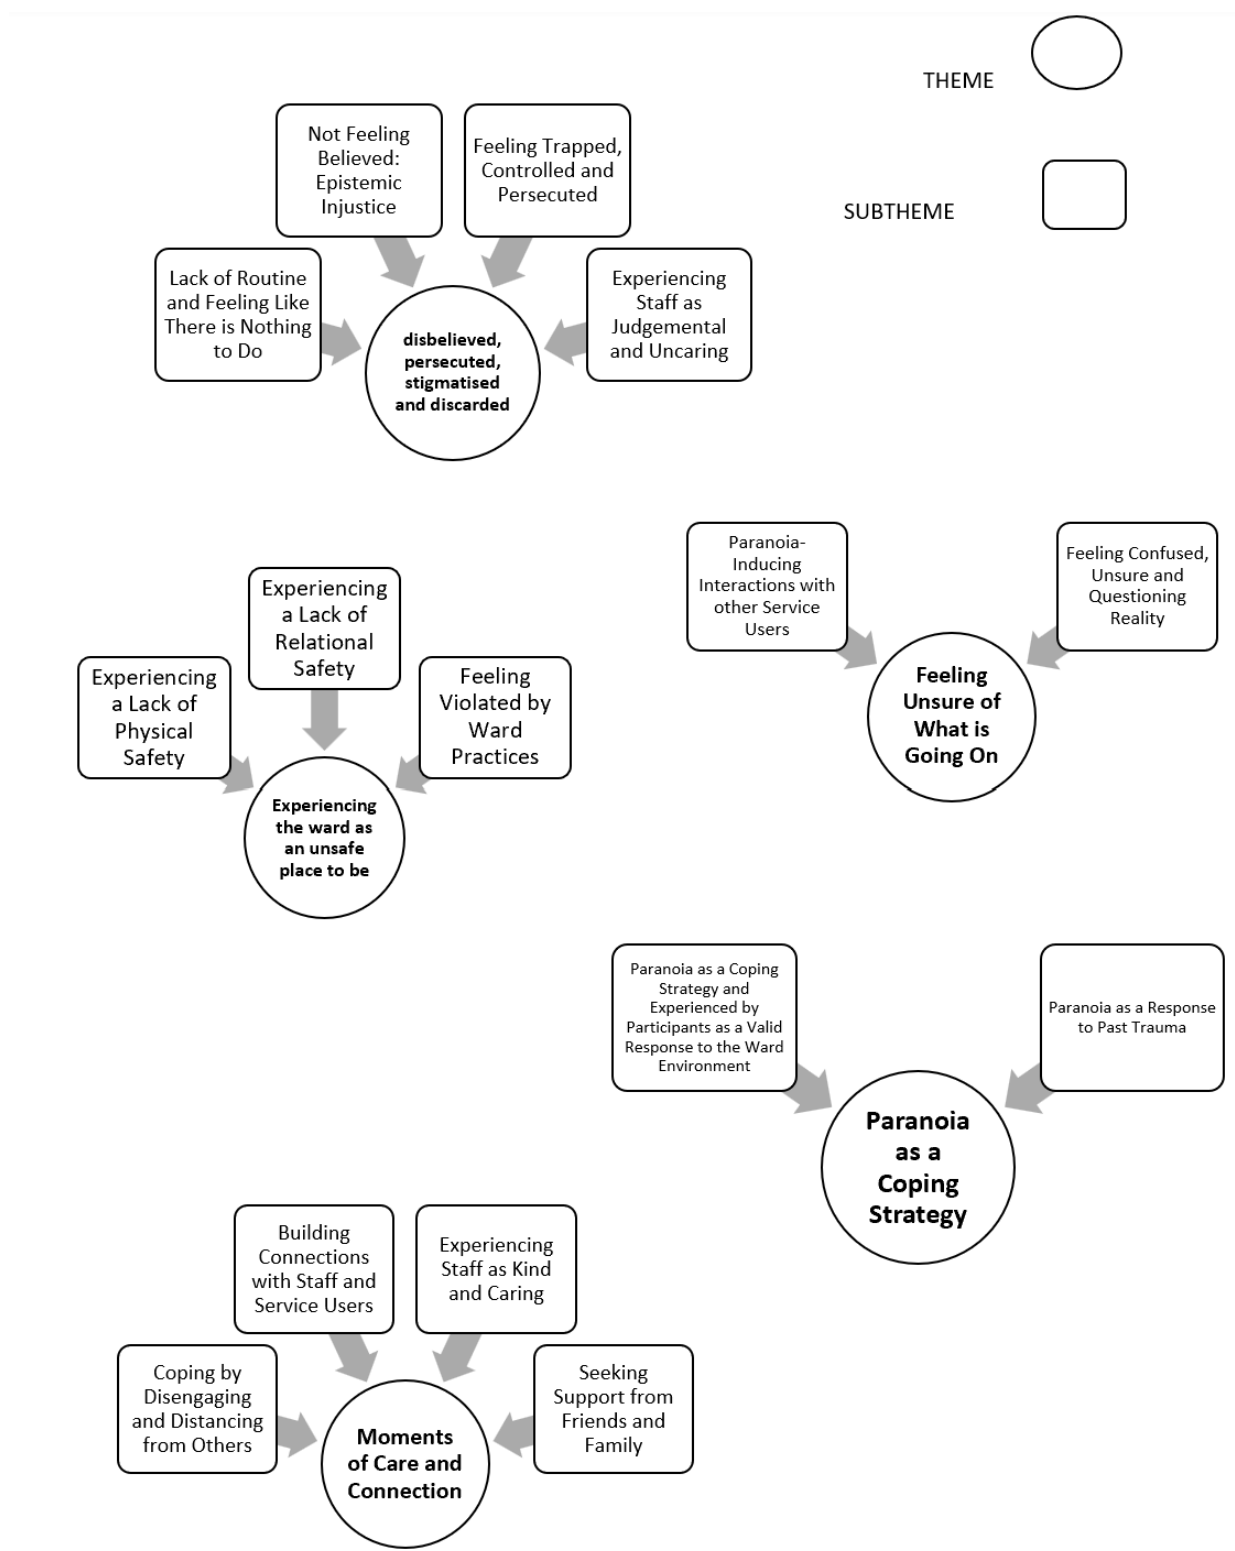 THEME
SUBTHEME
Not Feeling
Believed:
Epistemic
Injustice
Feeling Trapped,
Controlled and
Persecuted
Lack of Routine
and Feeling Like
There is Nothing
to Do
Experiencing
Staff as
Judgemental
and Uncaring
disbelieved,
persecuted,
stigmatised
and discarded
Paranoia-
Inducing
Interactions with
other Service
Users
Feeling Confused,
Unsure and
Questioning
Reality
Feeling
Unsure of
What is
Going On
Experiencing
a Lack of
Relational
Safety
Experiencing
a Lack of
Physical
Safety
Feeling
Violated by
Ward
Practices
Experiencing
the ward as
an unsafe
place to be
Paranoia as a Coping
Strategy and
Experienced by
Participants as a Valid
Response to the Ward
Environment
Paranoia as a Response
to Past Trauma
Paranoia
as a
Coping
Strategy
Building
Connections
with Staff and
Service Users
Experiencing
Staff as Kind
and Caring
Coping by
Disengaging
and Distancing
from Others
Seeking
Support from
Friends and
Family
Moments
of Care and
Connection